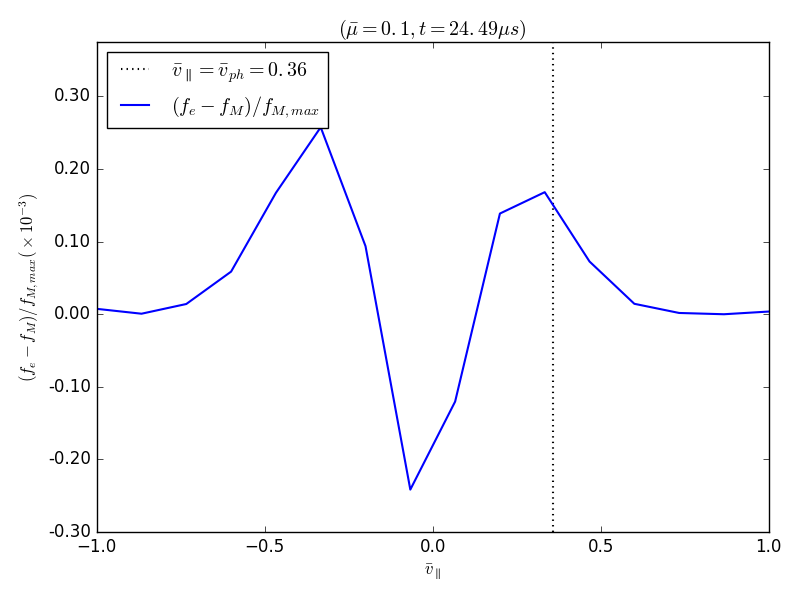 (μ̄ = 0.1, t = 24.49μs)
v̄∥ = v̄ph = 0.36
(fe − fM)/fM,max
0.30
0.20
0.10
0.00
-0.10
-0.20
-0.30
(fe − fM)/fM,max(×10⁻³)
−1.0 −0.5 0.0 0.5 1.0
v̄∥